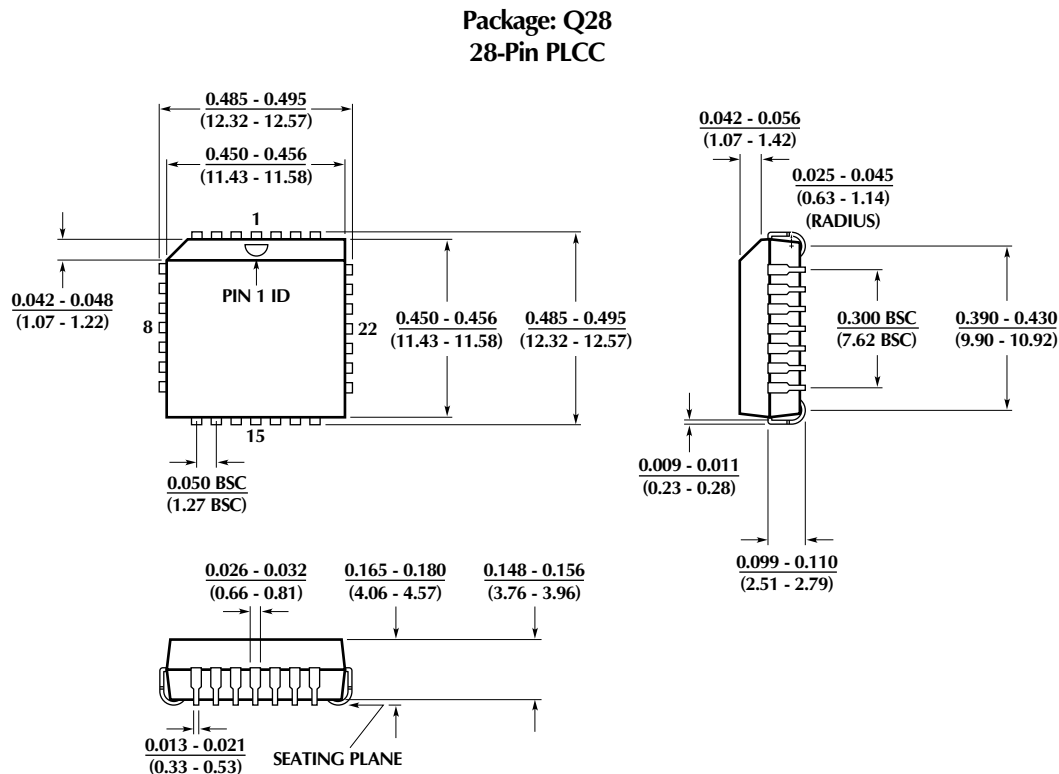 Package: Q28
28-Pin PLCC
0.485 - 0.495
(12.32 - 12.57)
0.450 - 0.456
(11.43 - 11.58)
0.042 - 0.056
(1.07 - 1.42)
0.025 - 0.045
(0.63 - 1.14)
(RADIUS)
1
PIN 1 ID
0.042 - 0.048
(1.07 - 1.22)
8
22
0.450 - 0.456
(11.43 - 11.58)
0.485 - 0.495
(12.32 - 12.57)
0.300 BSC
(7.62 BSC)
0.390 - 0.430
(9.90 - 10.92)
15
0.050 BSC
(1.27 BSC)
0.009 - 0.011
(0.23 - 0.28)
0.099 - 0.110
(2.51 - 2.79)
0.026 - 0.032
(0.66 - 0.81)
0.165 - 0.180
(4.06 - 4.57)
0.148 - 0.156
(3.76 - 3.96)
0.013 - 0.021
(0.33 - 0.53)
SEATING PLANE